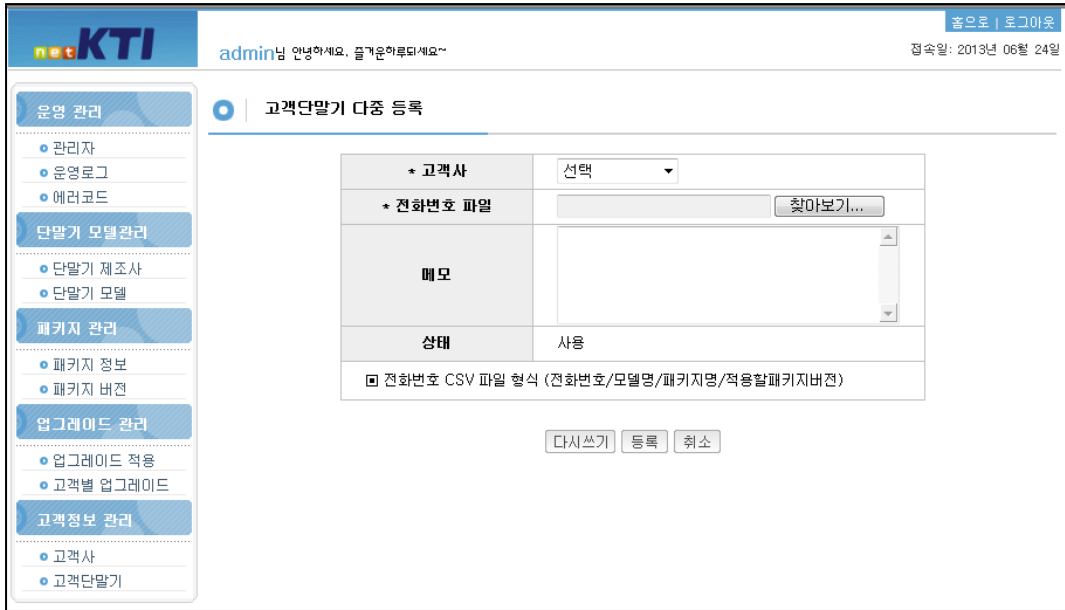 홈으로 | 로그아웃
net KTI
admin님 안녕하세요. 즐거운하루되세요~
접속일: 2013년 06월 24일
운영 관리
관리자
운영로그
에러코드
단말기 모델관리
단말기 제조사
단말기 모델
패키지 관리
패키지 정보
패키지 버전
업그레이드 관리
업그레이드 적용
고객별 업그레이드
고객정보 관리
고객사
고객단말기
고객단말기 다중 등록
* 고객사
선택
* 전화번호 파일
찾아보기...
메모
상태
사용
▣ 전화번호 CSV 파일 형식 (전화번호/모델명/패키지명/적용할패키지버전)
다시쓰기 등록 취소